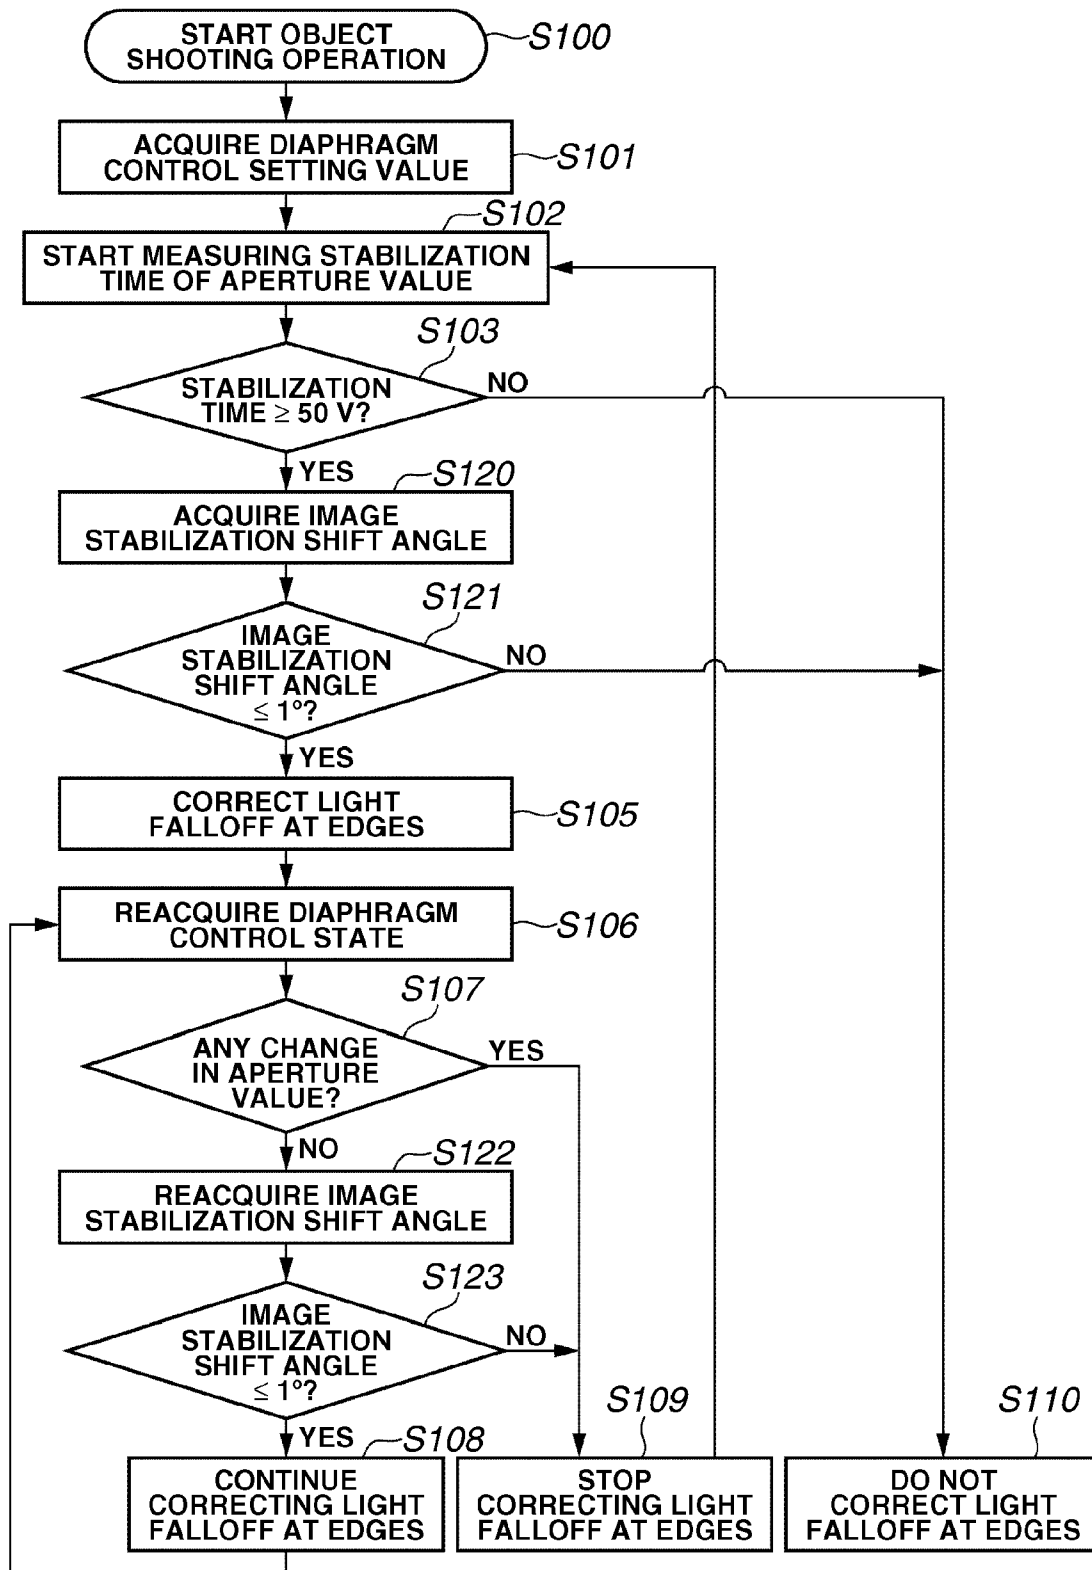 START OBJECT
SHOOTING OPERATION
S100
ACQUIRE DIAPHRAGM
CONTROL SETTING VALUE
S101
S102
START MEASURING STABILIZATION
TIME OF APERTURE VALUE
S103
STABILIZATION
TIME ≥ 50 V?
NO
YES
S120
ACQUIRE IMAGE
STABILIZATION SHIFT ANGLE
S121
IMAGE
STABILIZATION
SHIFT ANGLE
≤ 1°?
NO
YES
CORRECT LIGHT
FALLOFF AT EDGES
S105
REACQUIRE DIAPHRAGM
CONTROL STATE
S106
S107
ANY CHANGE
IN APERTURE
VALUE?
YES
NO
S122
REACQUIRE IMAGE
STABILIZATION SHIFT ANGLE
S123
IMAGE
STABILIZATION
SHIFT ANGLE
≤ 1°?
NO
YES
S108
CONTINUE
CORRECTING LIGHT
FALLOFF AT EDGES
S109
STOP
CORRECTING LIGHT
FALLOFF AT EDGES
S110
DO NOT
CORRECT LIGHT
FALLOFF AT EDGES